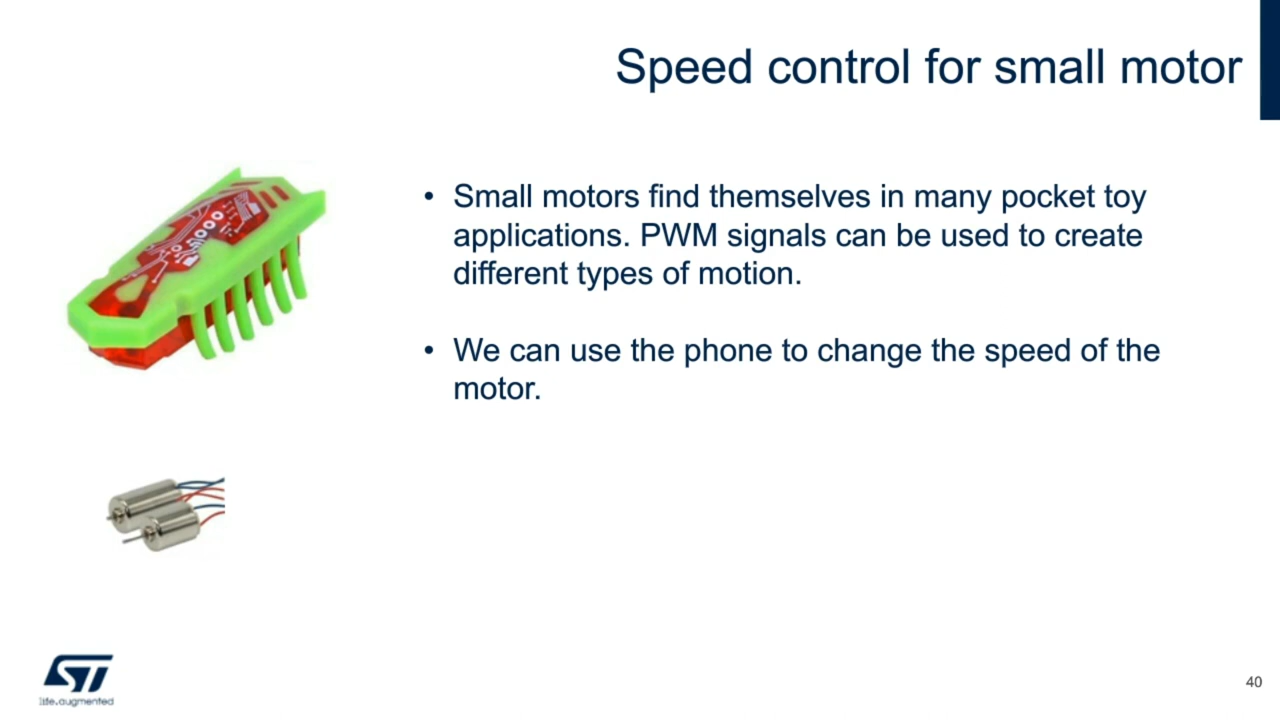 Speed control for small motor
• Small motors find themselves in many pocket toy
applications. PWM signals can be used to create
different types of motion.
• We can use the phone to change the speed of the
motor.
ST
life.augmented
40